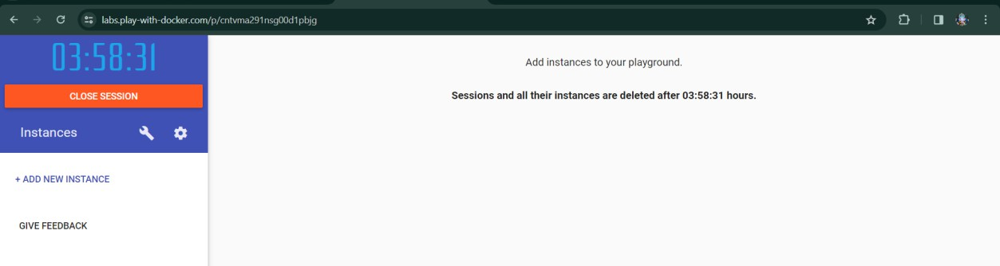 labs.play-with-docker.com/p/cntvma291nsg00d1pbjg
03:58:31
CLOSE SESSION
Instances
+ ADD NEW INSTANCE
GIVE FEEDBACK
Add instances to your playground.
Sessions and all their instances are deleted after 03:58:31 hours.